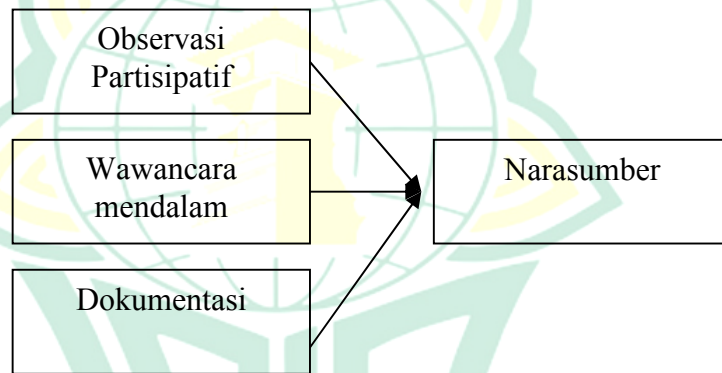 Observasi
Partisipatif
Wawancara
mendalam
Narasumber
Dokumentasi